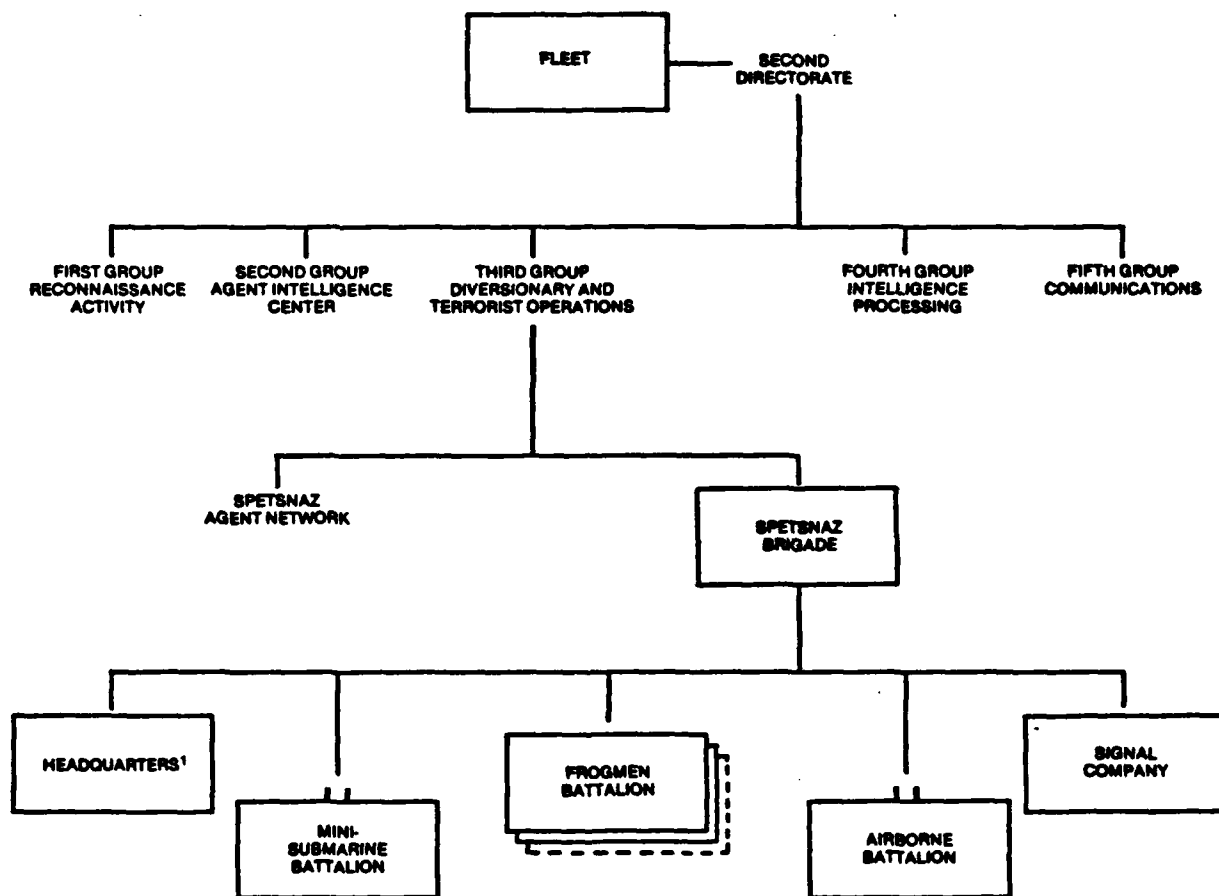 FLEET
SECOND
DIRECTORATE
FIRST GROUP
RECONNAISSANCE
ACTIVITY
SECOND GROUP
AGENT INTELLIGENCE
CENTER
THIRD GROUP
DIVERSIONARY AND
TERRORIST OPERATIONS
FOURTH GROUP
INTELLIGENCE
PROCESSING
FIFTH GROUP
COMMUNICATIONS
SPETSNAZ
AGENT NETWORK
SPETSNAZ
BRIGADE
HEADQUARTERS¹
MINI-
SUBMARINE
BATTALION
FROGMEN
BATTALION
AIRBORNE
BATTALION
SIGNAL
COMPANY